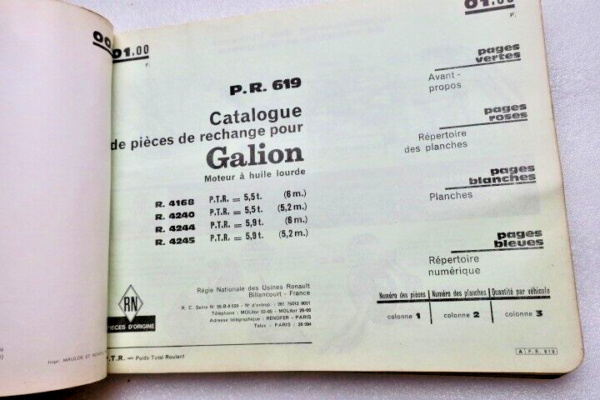 00
01.00
P.
01.00
P.
P.R. 619
Catalogue
de pièces de rechange pour
Galion
Moteur à huile lourde
R. 4168 P.T.R. = 5,5 t. (6 m.)
R. 4240 P.T.R. = 5,5 t. (5,2 m.)
R. 4244 P.T.R. = 5,9 t. (6 m.)
R. 4245 P.T.R. = 5,9 t. (5,2 m.)
Régie Nationale des Usines Renault
Billancourt - France
Adresse télégraphique : RENOFER - PARIS
RN
PIÈCES D'ORIGINE
P.T.R. = Poids Total Roulant
pages
vertes
Avant-
propos
pages
roses
Répertoire
des planches
pages
blanches
Planches
pages
bleues
Répertoire
numérique
Numéro des pièces Numéro des planches Quantité par véhicule
colonne 1 colonne 2 colonne 3
A P.R. 619